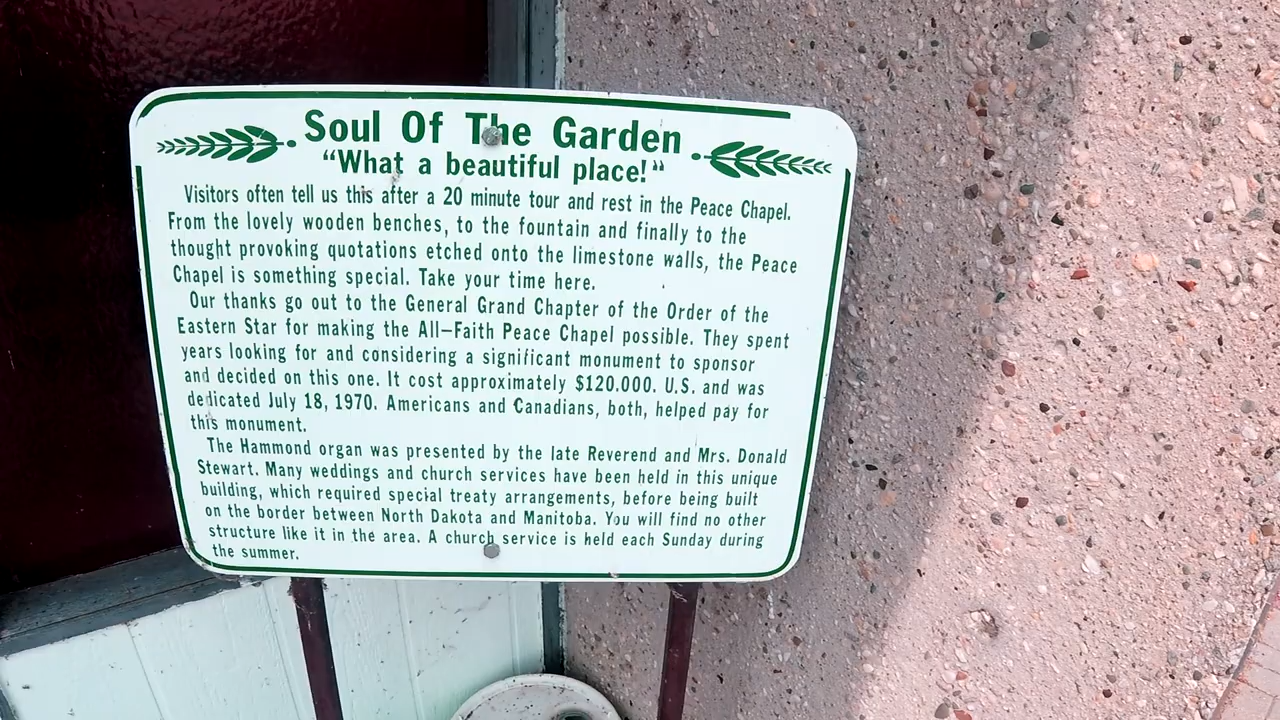 Soul Of The Garden
“What a beautiful place!“
Visitors often tell us this after a 20 minute tour and rest in the Peace Chapel.
From the lovely wooden benches, to the fountain and finally to the
thought provoking quotations etched onto the limestone walls, the Peace
Chapel is something special. Take your time here.
Our thanks go out to the General Grand Chapter of the Order of the
Eastern Star for making the All–Faith Peace Chapel possible. They spent
years looking for and considering a significant monument to sponsor
and decided on this one. It cost approximately $120.000. U.S. and was
dedicated July 18, 1970. Americans and Canadians, both, helped pay for
this monument.
The Hammond organ was presented by the late Reverend and Mrs. Donald
Stewart. Many weddings and church services have been held in this unique
building, which required special treaty arrangements, before being built
on the border between North Dakota and Manitoba. You will find no other
structure like it in the area. A church service is held each Sunday during
the summer.